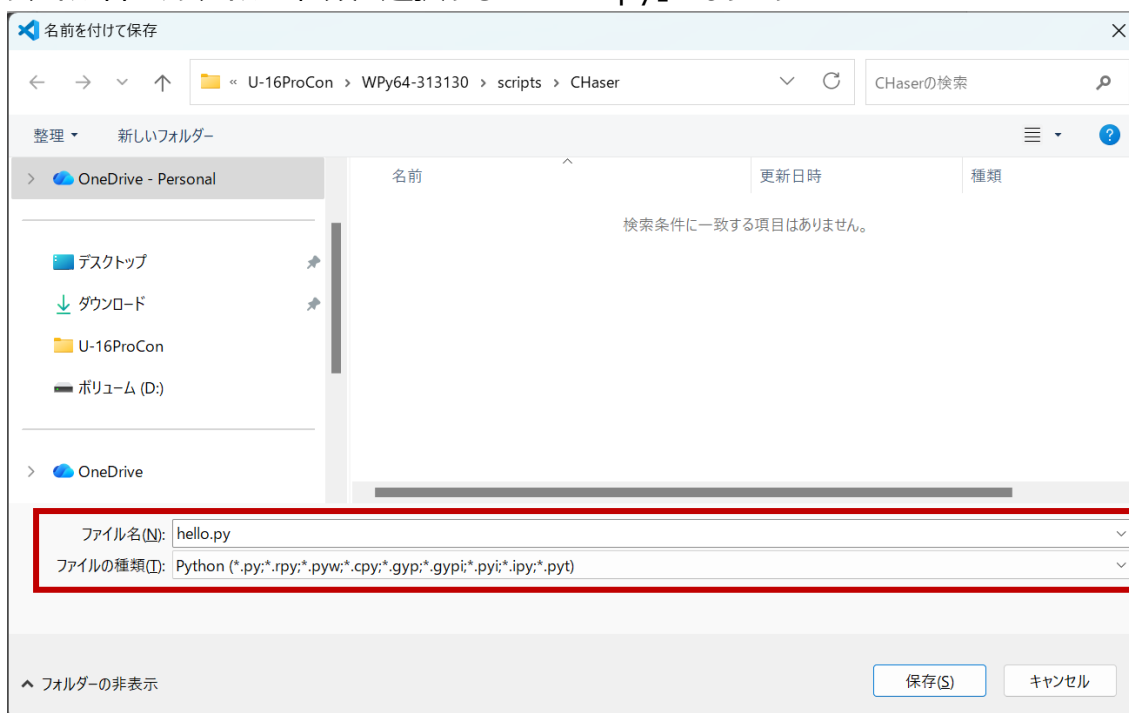 py
名前を付けて保存
« U-16ProCon › WPy64-313130 › scripts › CHaser
CHaserの検索
整理 新しいフォルダー
OneDrive - Personal
名前 更新日時 種類
検索条件に一致する項目はありません。
デスクトップ
ダウンロード
U-16ProCon
ボリューム (D:)
OneDrive
ファイル名(N): hello.py
ファイルの種類(T): Python (*.py;*.rpy;*.pyw;*.cpy;*.gyp;*.gypi;*.pyi;*.ipy;*.pyt)
フォルダーの非表示 保存(S) キャンセル